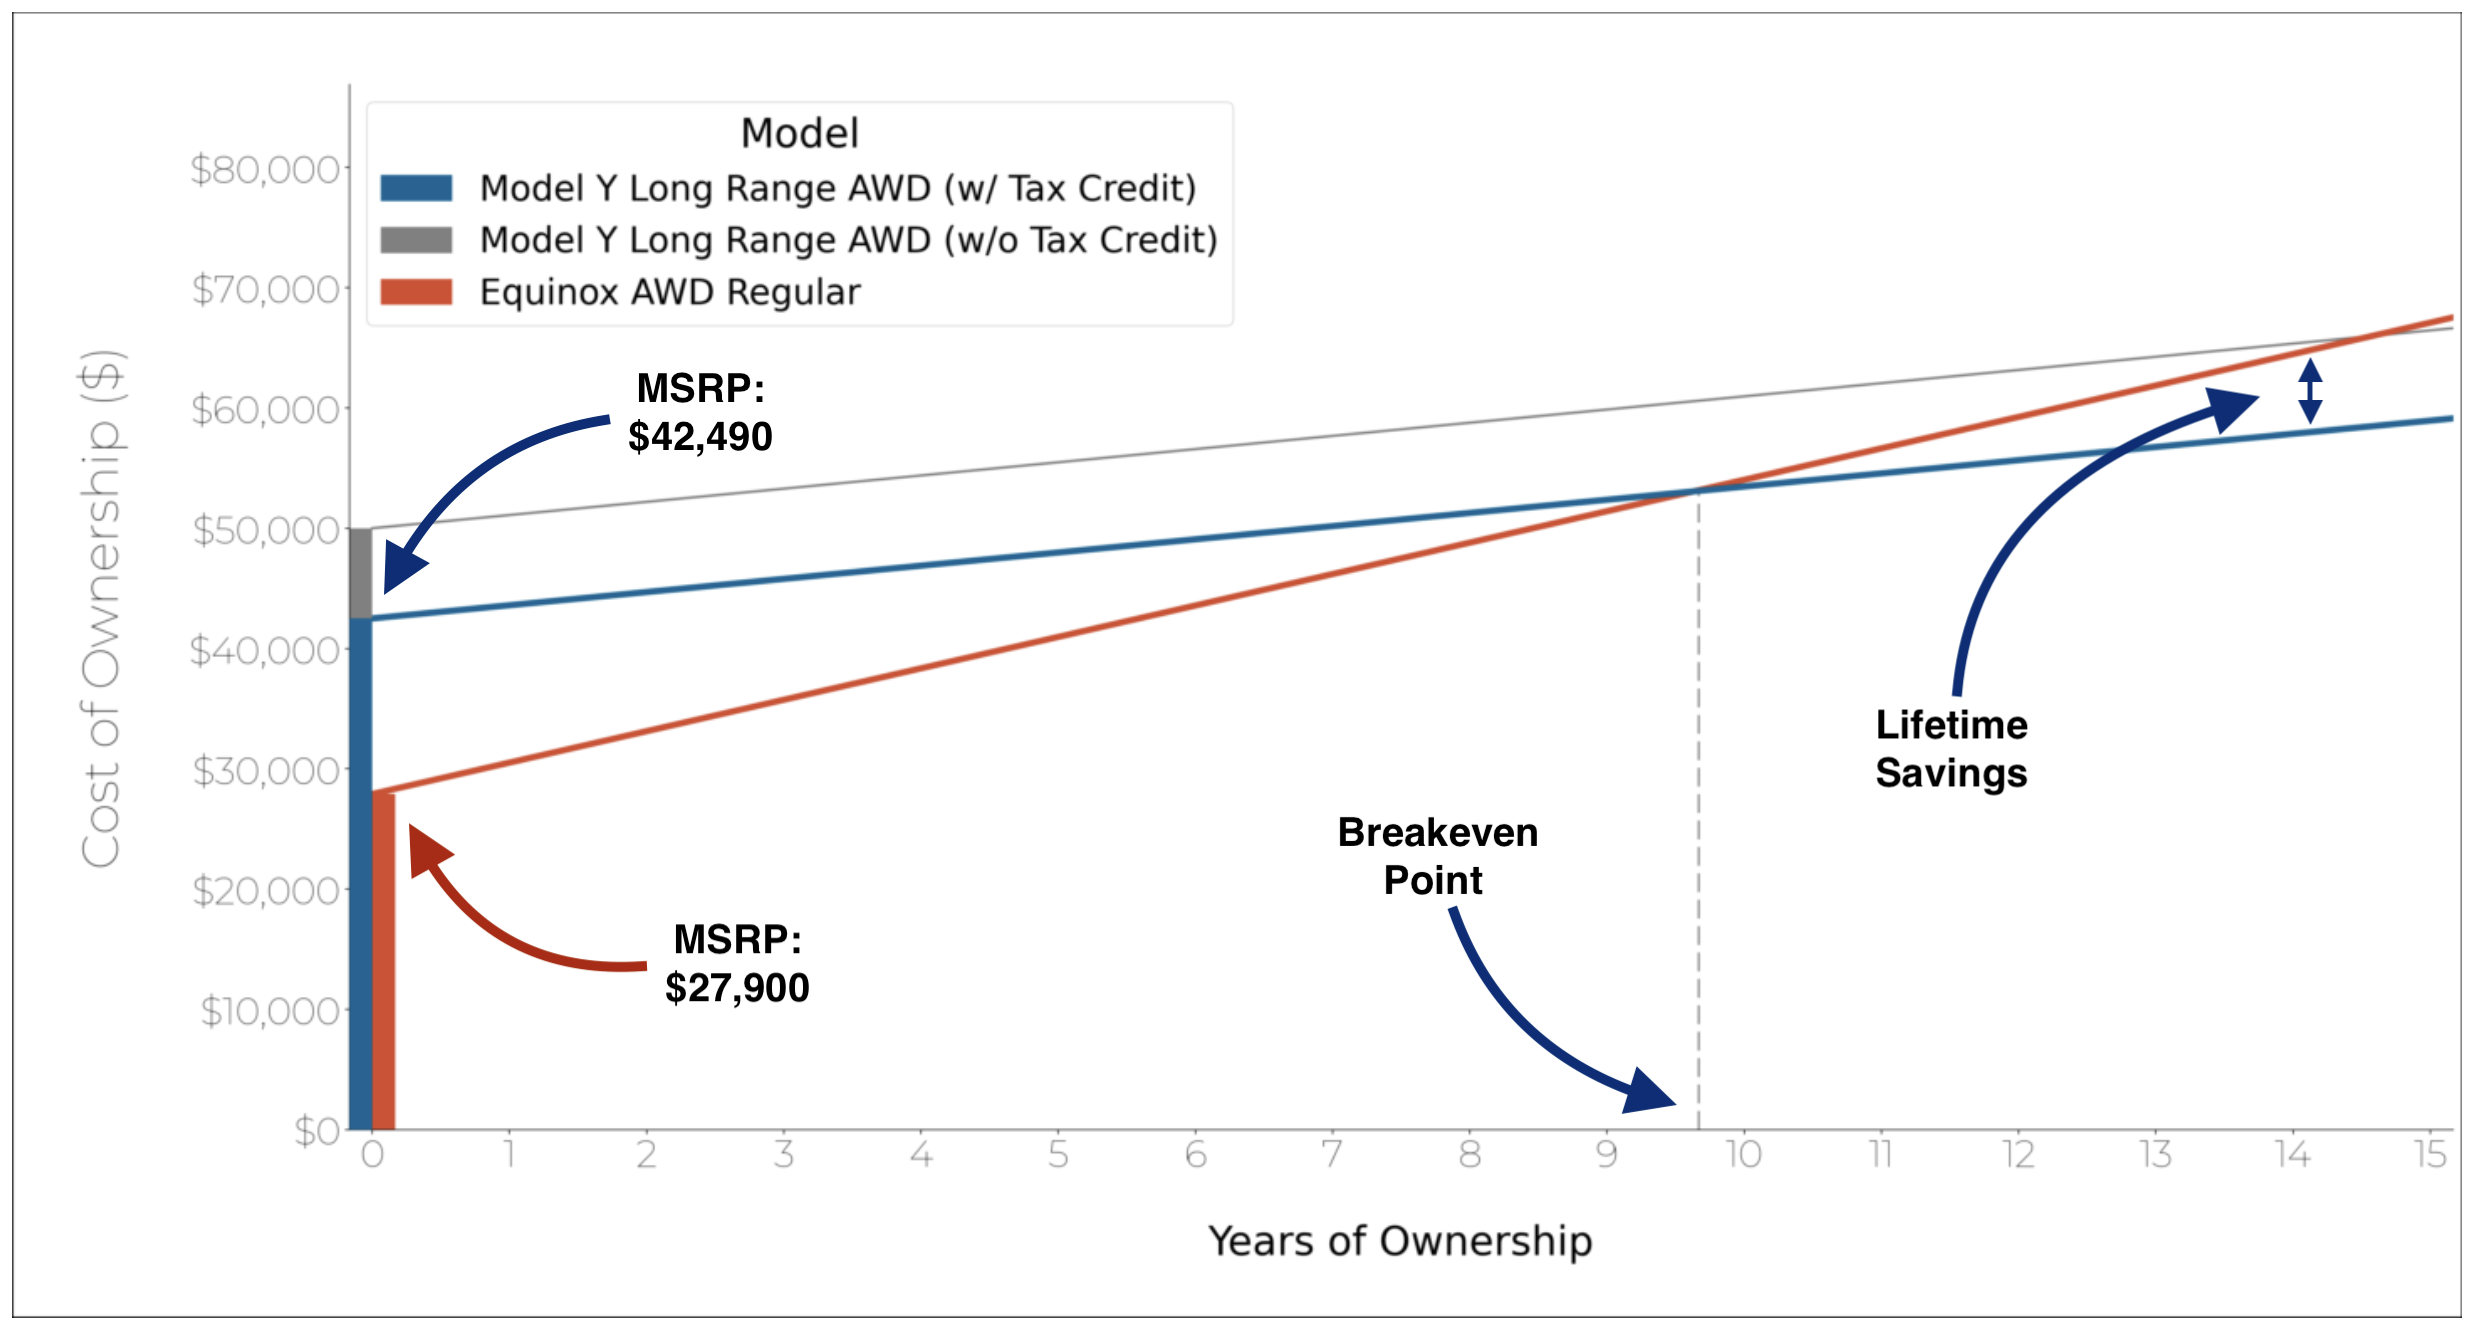 Model
Model Y Long Range AWD (w/ Tax Credit)
Model Y Long Range AWD (w/o Tax Credit)
Equinox AWD Regular
Cost of Ownership ($)
$80,000
$70,000
$60,000
$50,000
$40,000
$30,000
$20,000
$10,000
$0
MSRP:
$42,490
MSRP:
$27,900
Breakeven
Point
Lifetime
Savings
0 1 2 3 4 5 6 7 8 9 10 11 12 13 14 15
Years of Ownership